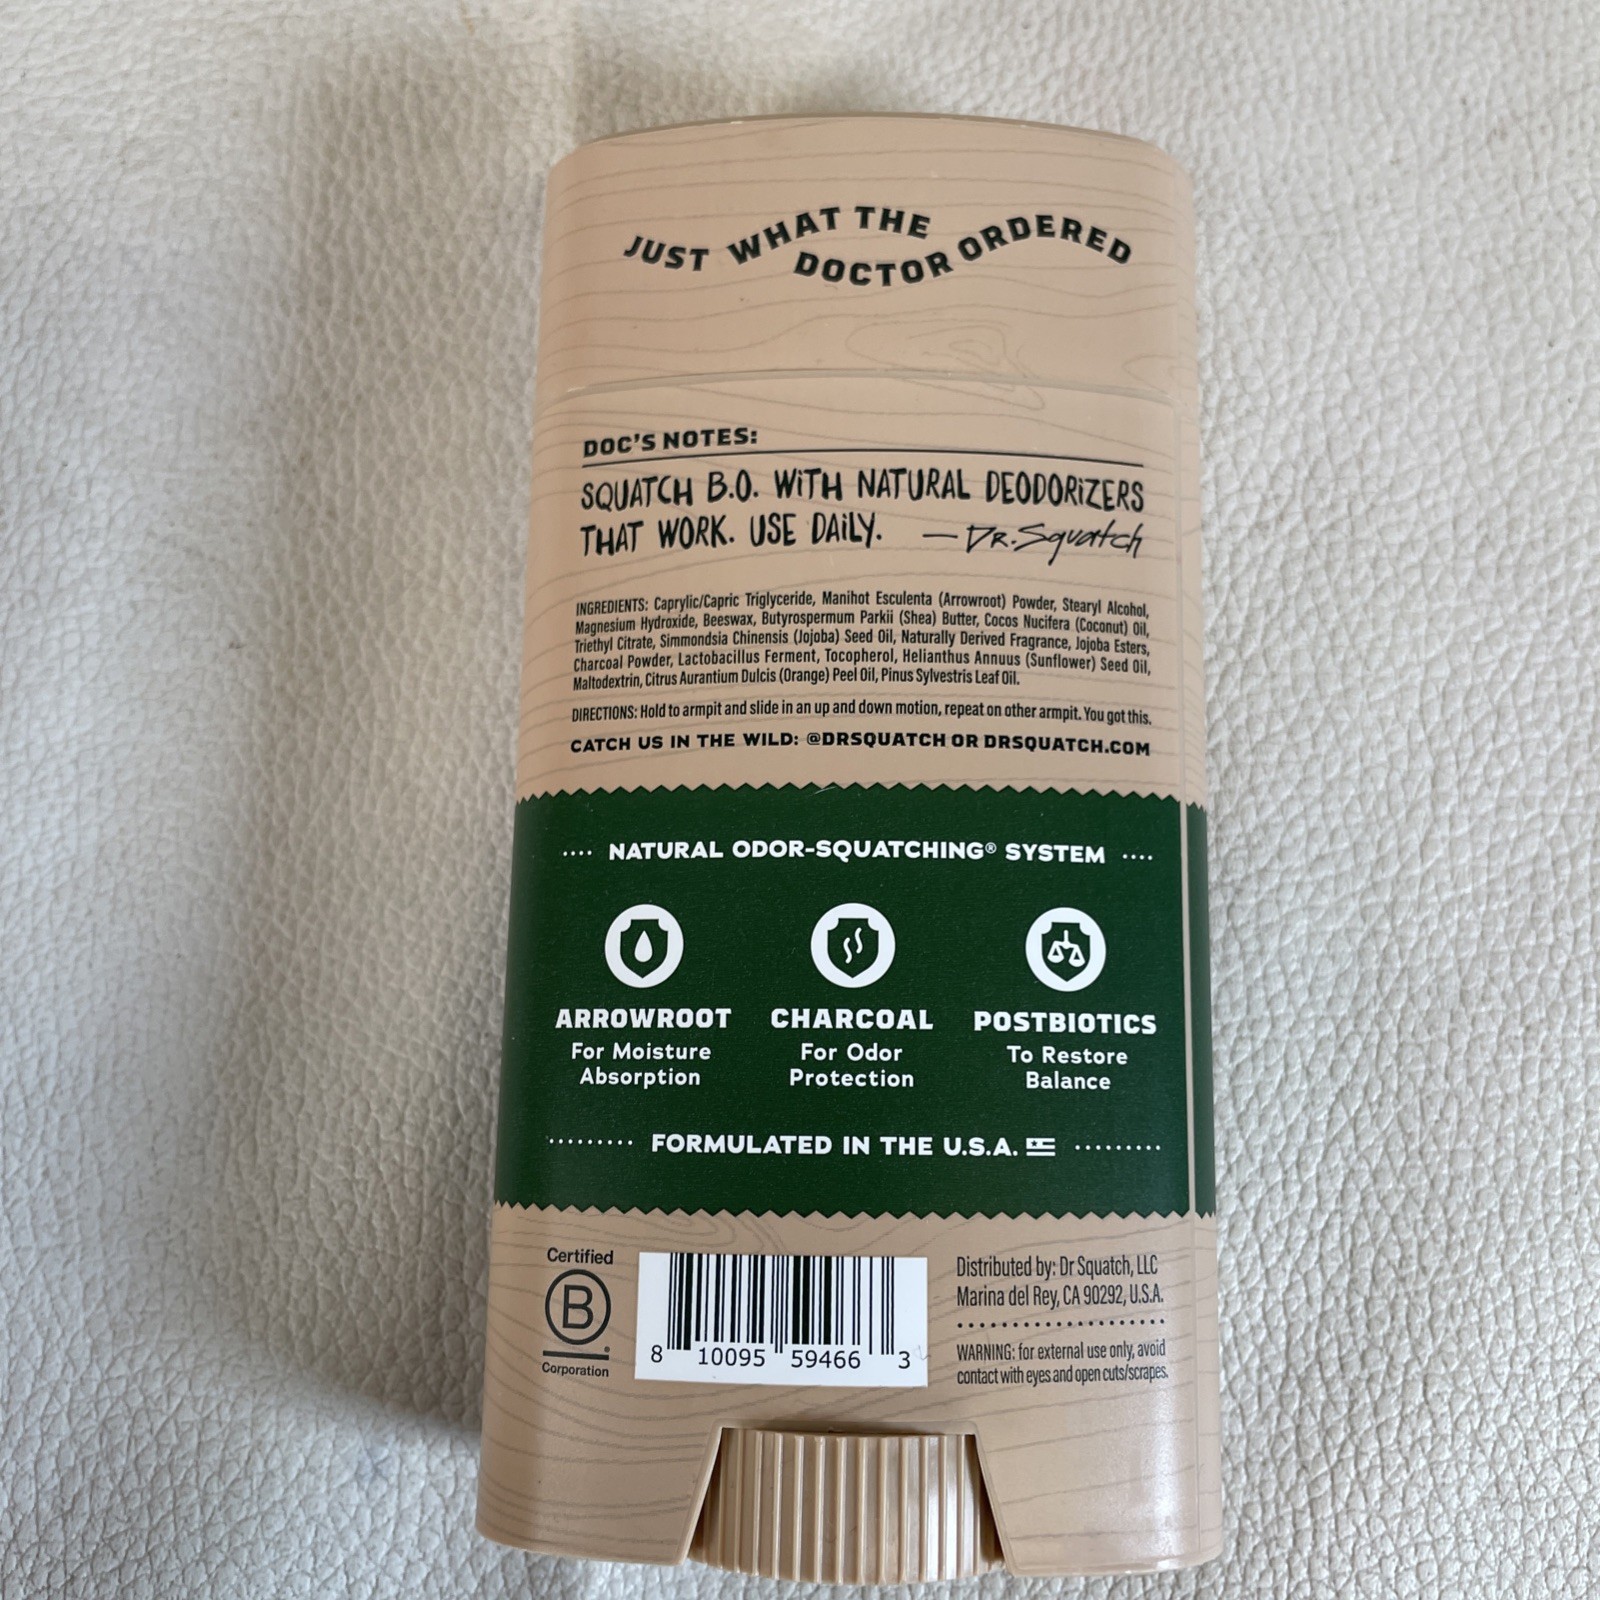 JUST WHAT THE DOCTOR ORDERED
DOC'S NOTES:
SQUATCH B.O. WiTH NATURAL DEODORiZERS
THAT WORK. USE DAiLY. — DR. Squatch
INGREDIENTS: Caprylic/Capric Triglyceride, Manihot Esculenta (Arrowroot) Powder, Stearyl Alcohol,
Magnesium Hydroxide, Beeswax, Butyrospermum Parkii (Shea) Butter, Cocos Nucifera (Coconut) Oil,
Triethyl Citrate, Simmondsia Chinensis (Jojoba) Seed Oil, Naturally Derived Fragrance, Jojoba Esters,
Charcoal Powder, Lactobacillus Ferment, Tocopherol, Helianthus Annuus (Sunflower) Seed Oil,
Maltodextrin, Citrus Aurantium Dulcis (Orange) Peel Oil, Pinus Sylvestris Leaf Oil.
DIRECTIONS: Hold to armpit and slide in an up and down motion, repeat on other armpit. You got this.
CATCH US IN THE WILD: @DRSQUATCH OR DRSQUATCH.COM
NATURAL ODOR-SQUATCHING® SYSTEM
ARROWROOT
For Moisture
Absorption
CHARCOAL
For Odor
Protection
POSTBIOTICS
To Restore
Balance
FORMULATED IN THE U.S.A.
Certified
B
®
Corporation
8 10095 59466 3
Distributed by: Dr Squatch, LLC
Marina del Rey, CA 90292, U.S.A.
WARNING: for external use only, avoid
contact with eyes and open cuts/scrapes.